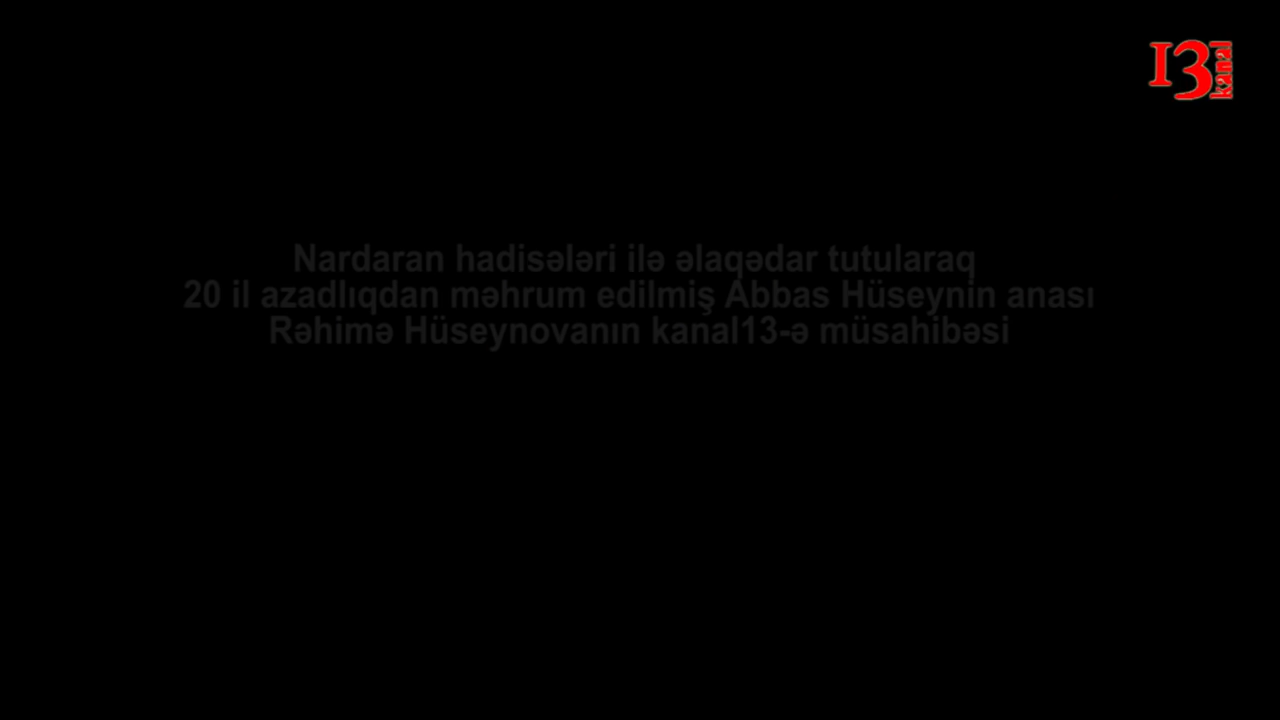 13 kanal
Nardaran hadisələri ilə əlaqədar tutularaq
20 il azadlıqdan məhrum edilmiş Abbas Hüseynin anası
Rəhimə Hüseynovanın kanal13-ə müsahibəsi